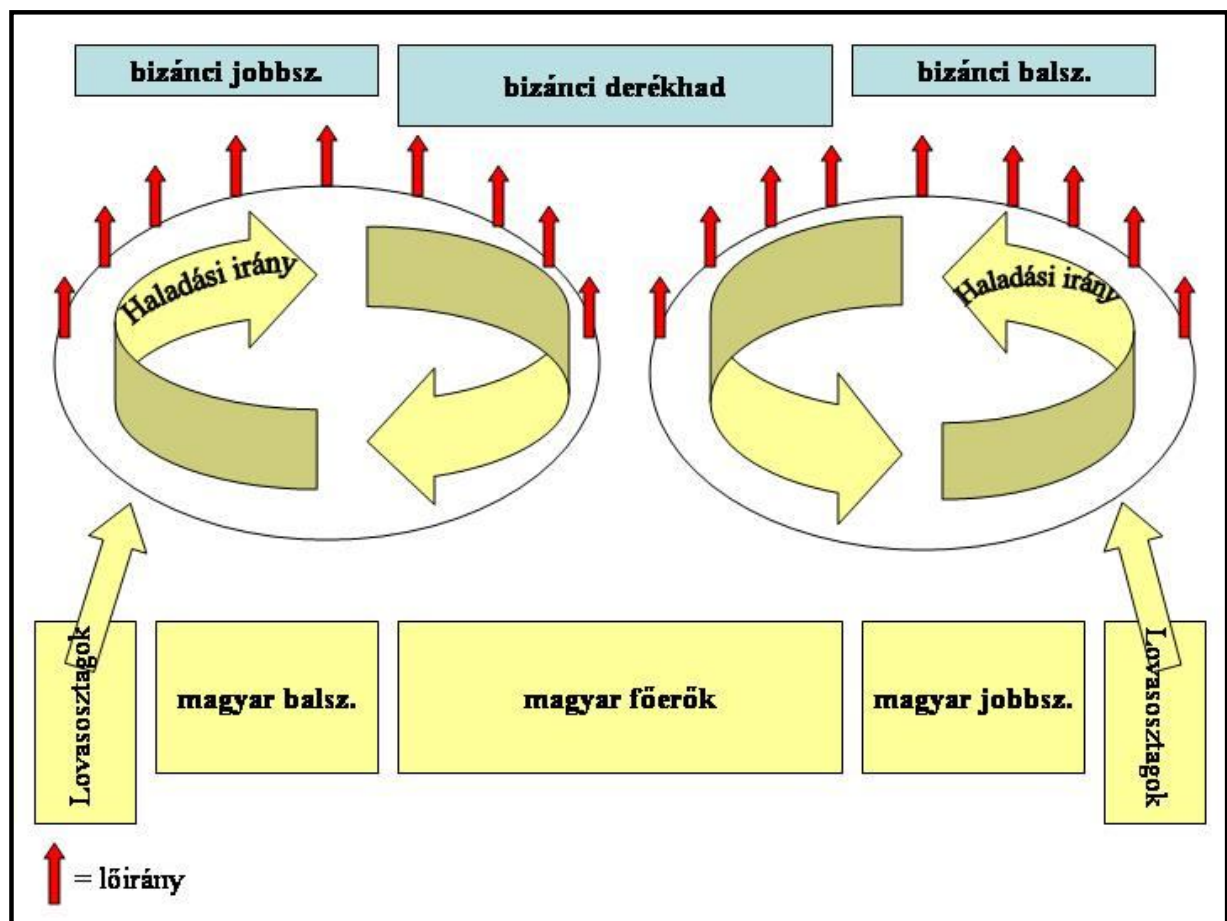 bizánci jobbsz.
bizánci derékhad
bizánci balsz.
Haladási irány
Haladási irány
Lovasosztagok
magyar balsz.
magyar főerők
magyar jobbsz.
Lovasosztagok
= lőirány